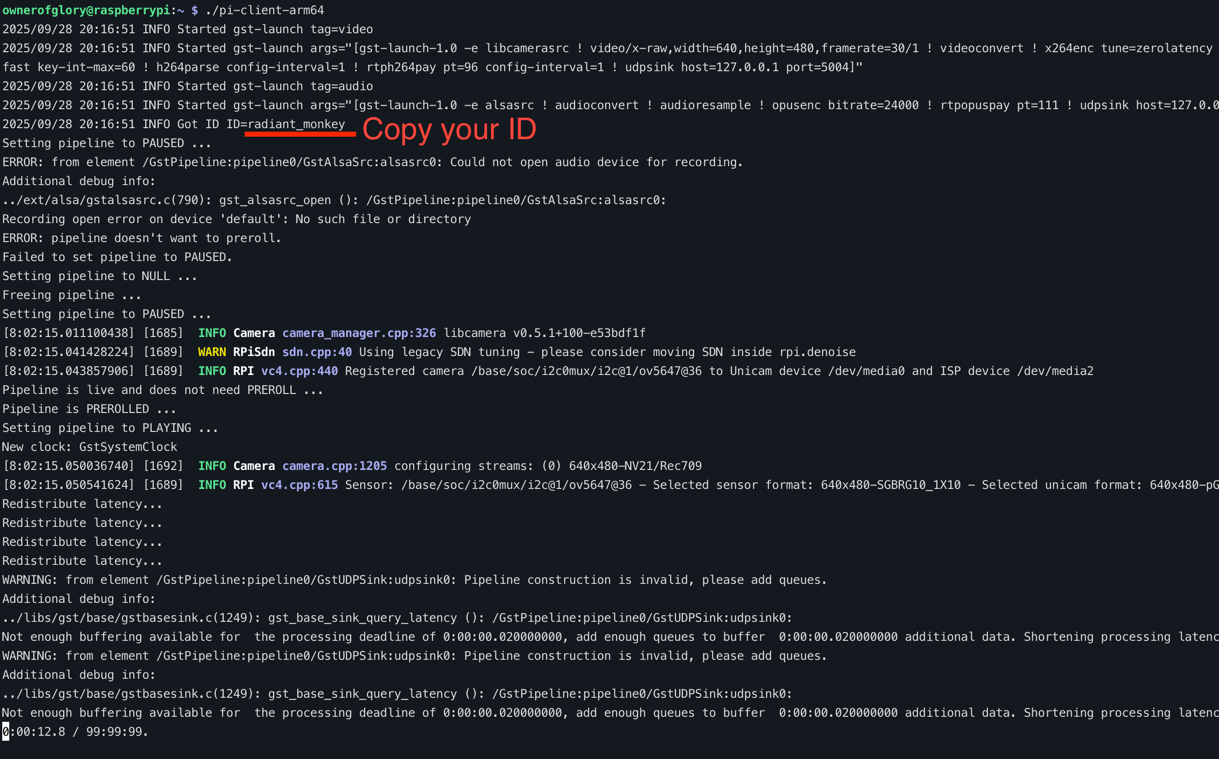 ownerofglory@raspberrypi:~ $ ./pi-client-arm64
2025/09/28 20:16:51 INFO Started gst-launch tag=video
2025/09/28 20:16:51 INFO Started gst-launch args="[gst-launch-1.0 -e libcamerasrc ! video/x-raw,width=640,height=480,framerate=30/1 ! videoconvert ! x264enc tune=zerolatency
fast key-int-max=60 ! h264parse config-interval=1 ! rtph264pay pt=96 config-interval=1 ! udpsink host=127.0.0.1 port=5004]"
2025/09/28 20:16:51 INFO Started gst-launch tag=audio
2025/09/28 20:16:51 INFO Started gst-launch args="[gst-launch-1.0 -e alsasrc ! audioconvert ! audioresample ! opusenc bitrate=24000 ! rtpopuspay pt=111 ! udpsink host=127.0.0
2025/09/28 20:16:51 INFO Got ID ID=radiant_monkey Copy your ID
Setting pipeline to PAUSED ...
ERROR: from element /GstPipeline:pipeline0/GstAlsaSrc:alsasrc0: Could not open audio device for recording.
Additional debug info:
../ext/alsa/gstalsasrc.c(790): gst_alsasrc_open (): /GstPipeline:pipeline0/GstAlsaSrc:alsasrc0:
Recording open error on device 'default': No such file or directory
ERROR: pipeline doesn't want to preroll.
Failed to set pipeline to PAUSED.
Setting pipeline to NULL ...
Freeing pipeline ...
Setting pipeline to PAUSED ...
[8:02:15.011100438] [1685]  INFO Camera camera_manager.cpp:326 libcamera v0.5.1+100-e53bdf1f
[8:02:15.041428224] [1689]  WARN RPiSdn sdn.cpp:40 Using legacy SDN tuning - please consider moving SDN inside rpi.denoise
[8:02:15.043857906] [1689]  INFO RPI vc4.cpp:440 Registered camera /base/soc/i2c0mux/i2c@1/ov5647@36 to Unicam device /dev/media0 and ISP device /dev/media2
Pipeline is live and does not need PREROLL ...
Pipeline is PREROLLED ...
Setting pipeline to PLAYING ...
New clock: GstSystemClock
[8:02:15.050036740] [1692]  INFO Camera camera.cpp:1205 configuring streams: (0) 640x480-NV21/Rec709
[8:02:15.050541624] [1689]  INFO RPI vc4.cpp:615 Sensor: /base/soc/i2c0mux/i2c@1/ov5647@36 - Selected sensor format: 640x480-SGBRG10_1X10 - Selected unicam format: 640x480-pG
Redistribute latency...
Redistribute latency...
Redistribute latency...
Redistribute latency...
WARNING: from element /GstPipeline:pipeline0/GstUDPSink:udpsink0: Pipeline construction is invalid, please add queues.
Additional debug info:
../libs/gst/base/gstbasesink.c(1249): gst_base_sink_query_latency (): /GstPipeline:pipeline0/GstUDPSink:udpsink0:
Not enough buffering available for  the processing deadline of 0:00:00.020000000, add enough queues to buffer  0:00:00.020000000 additional data. Shortening processing latenc
WARNING: from element /GstPipeline:pipeline0/GstUDPSink:udpsink0: Pipeline construction is invalid, please add queues.
Additional debug info:
../libs/gst/base/gstbasesink.c(1249): gst_base_sink_query_latency (): /GstPipeline:pipeline0/GstUDPSink:udpsink0:
Not enough buffering available for  the processing deadline of 0:00:00.020000000, add enough queues to buffer  0:00:00.020000000 additional data. Shortening processing latenc
0:00:12.8 / 99:99:99.